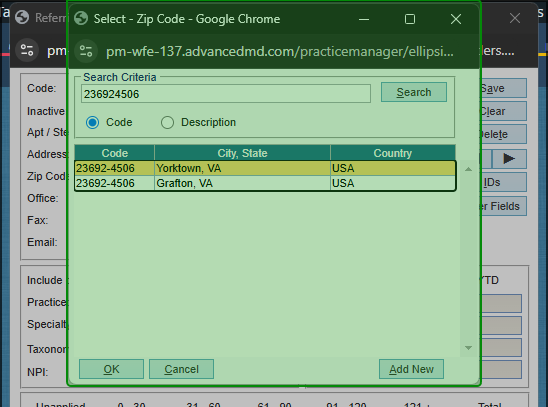 Referr
Select - Zip Code - Google Chrome
pm
pm-wfe-137.advancedmd.com/practicemanager/ellipsi...
ders....
Code:
Inactive
Apt / Ste
Address
Zip Code
Office:
Fax:
Email:
Search Criteria
236924506
Search
Code
Description
Code City, State Country
23692-4506 Yorktown, VA USA
23692-4506 Grafton, VA USA
OK
Cancel
Add New
Save
Clear
Delete
IDs
er Fields
Include
Practice
Specialty
Taxonom
NPI:
YTD
Unapplied 0 - 30 31 - 60 61 - 90 91 - 120 121 + Total